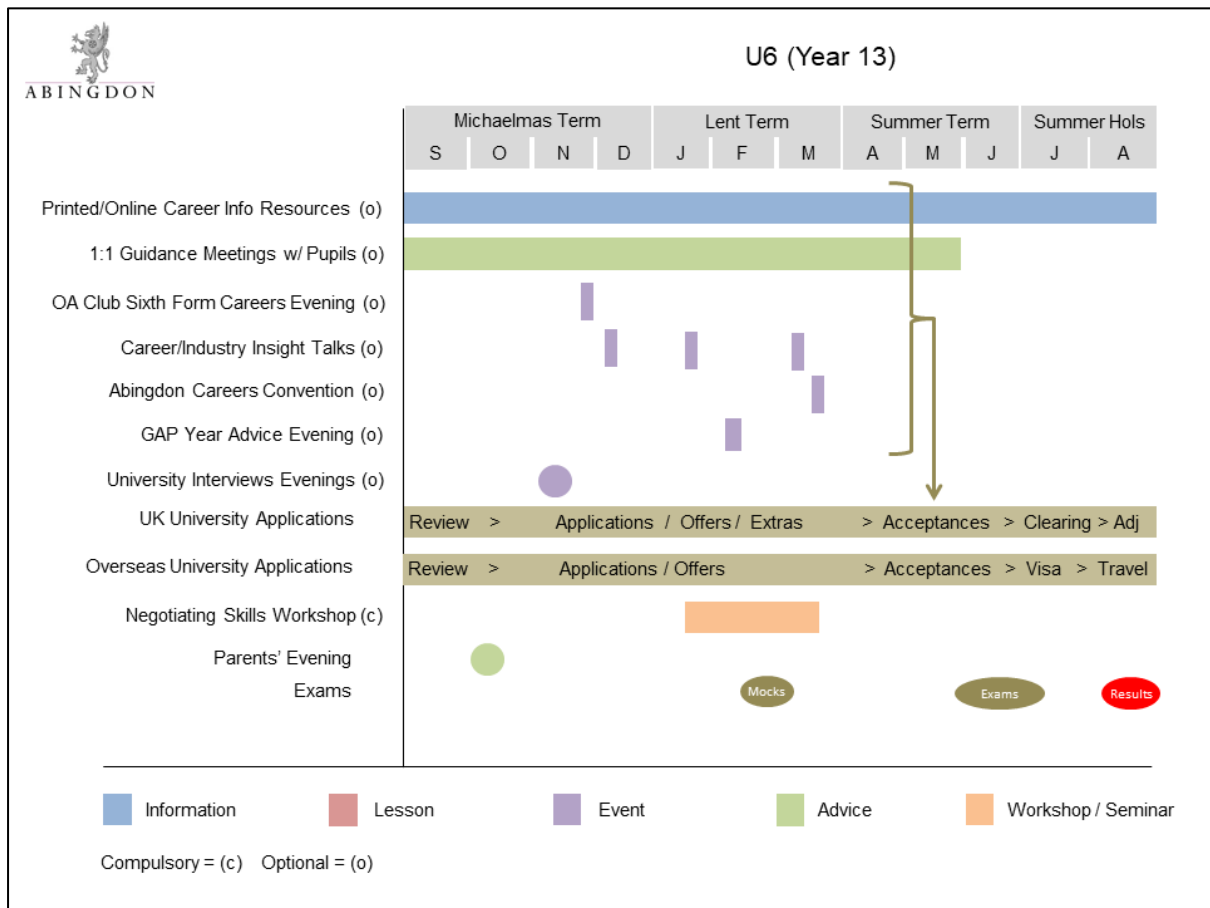 ABINGDON
U6 (Year 13)
Michaelmas Term Lent Term Summer Term Summer Hols
S O N D J F M A M J J A
Printed/Online Career Info Resources (o)
1:1 Guidance Meetings w/ Pupils (o)
OA Club Sixth Form Careers Evening (o)
Career/Industry Insight Talks (o)
Abingdon Careers Convention (o)
GAP Year Advice Evening (o)
University Interviews Evenings (o)
UK University Applications Review > Applications / Offers / Extras > Acceptances > Clearing > Adj
Overseas University Applications Review > Applications / Offers > Acceptances > Visa > Travel
Negotiating Skills Workshop (c)
Parents' Evening
Exams Mocks Exams Results
Information Lesson Event Advice Workshop / Seminar
Compulsory = (c) Optional = (o)